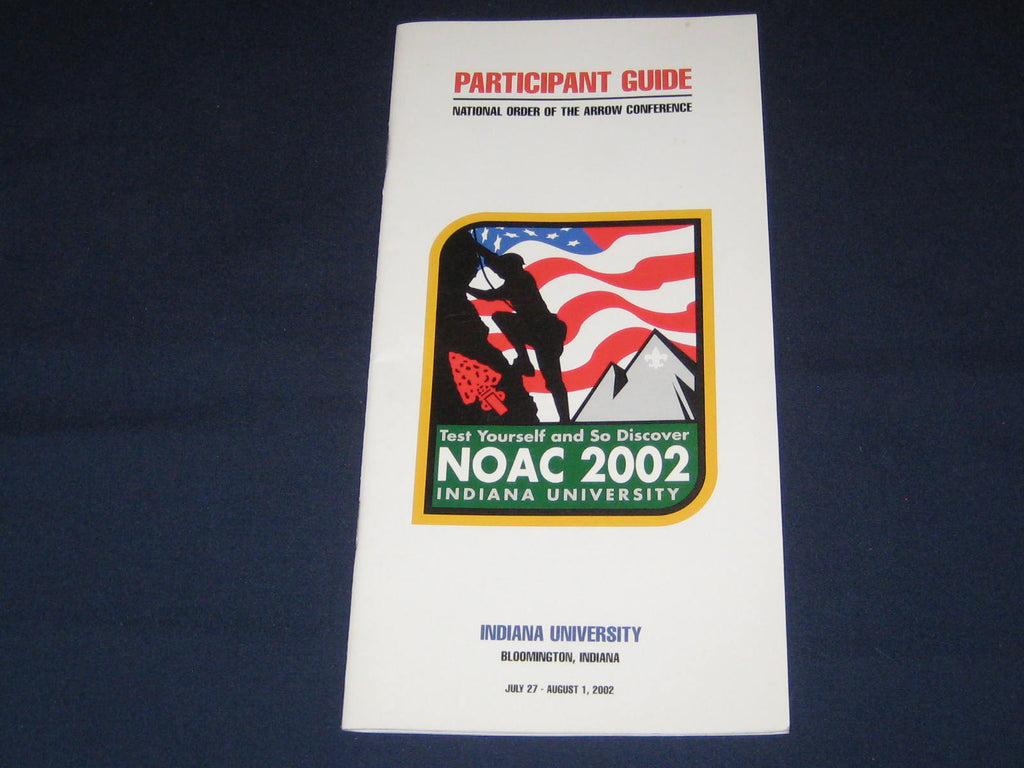 PARTICIPANT GUIDE
NATIONAL ORDER OF THE ARROW CONFERENCE
Test Yourself and So Discover
NOAC 2002
INDIANA UNIVERSITY
INDIANA UNIVERSITY
BLOOMINGTON, INDIANA
JULY 27 - AUGUST 1, 2002